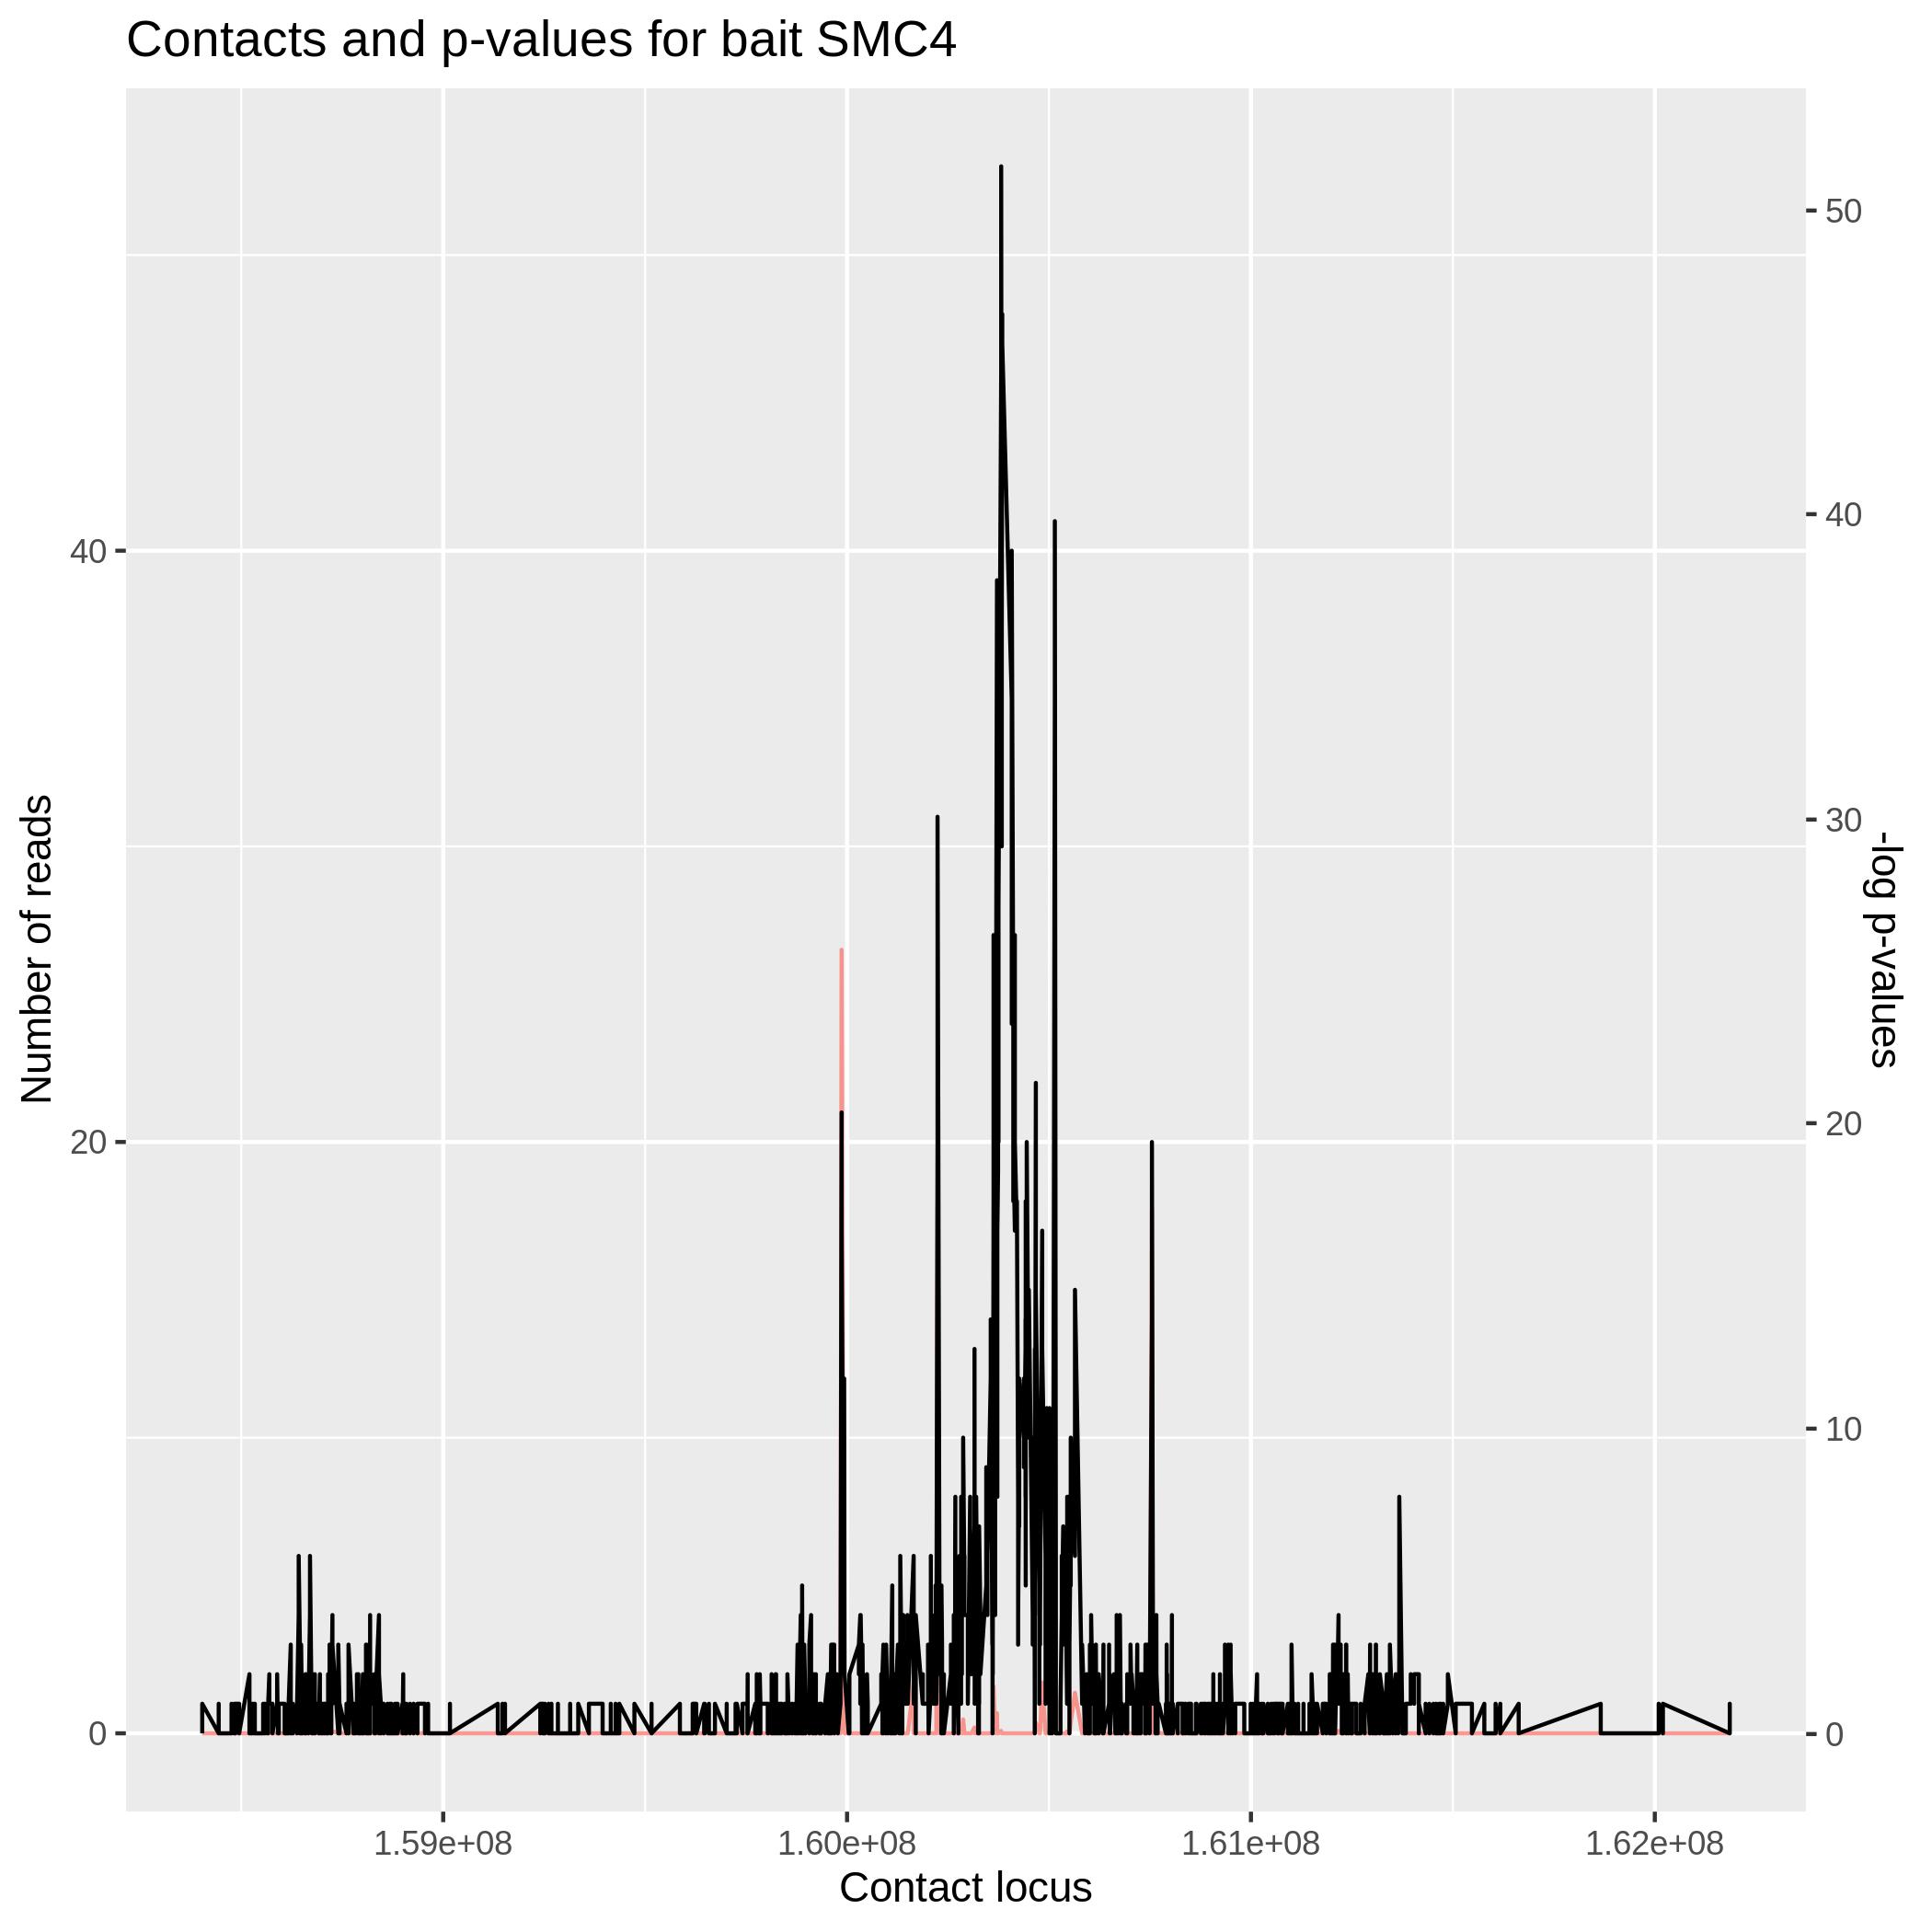 Contacts and p-values for bait SMC4
Number of reads
40
20
0
50
40
30
20
10
0
-log p-values
1.59e+08
1.60e+08
1.61e+08
1.62e+08
Contact locus